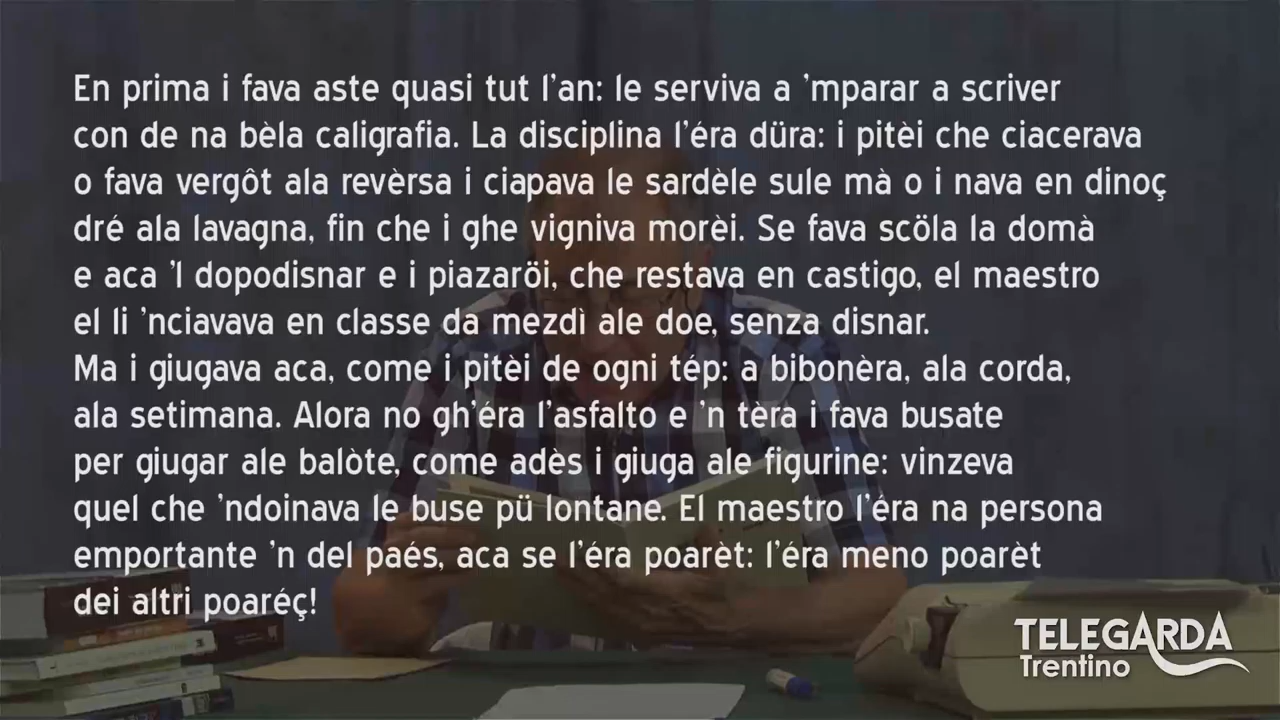 En prima i fava aste quasi tut l'an: le serviva a 'mparar a scriver
con de na bèla caligrafia. La disciplina l'éra düra: i pitèi che ciacerava
o fava vergôt ala revèrsa i ciapava le sardèle sule mà o i nava en dinoç
dré ala lavagna, fin che i ghe vigniva morèi. Se fava scöla la domà
e aca 'l dopodisnar e i piazaröi, che restava en castigo, el maestro
el li 'nciavava en classe da mezdì ale doe, senza disnar.
Ma i giugava aca, come i pitèi de ogni tép: a bibonèra, ala corda,
ala setimana. Alora no gh'éra l'asfalto e 'n tèra i fava busate
per giugar ale balòte, come adès i giuga ale figurine: vinzeva
quel che 'ndoinava le buse pü lontane. El maestro l'éra na persona
emportante 'n del paés, aca se l'éra poarèt: l'éra meno poarèt
dei altri poaréç!
TELEGARDA
Trentino